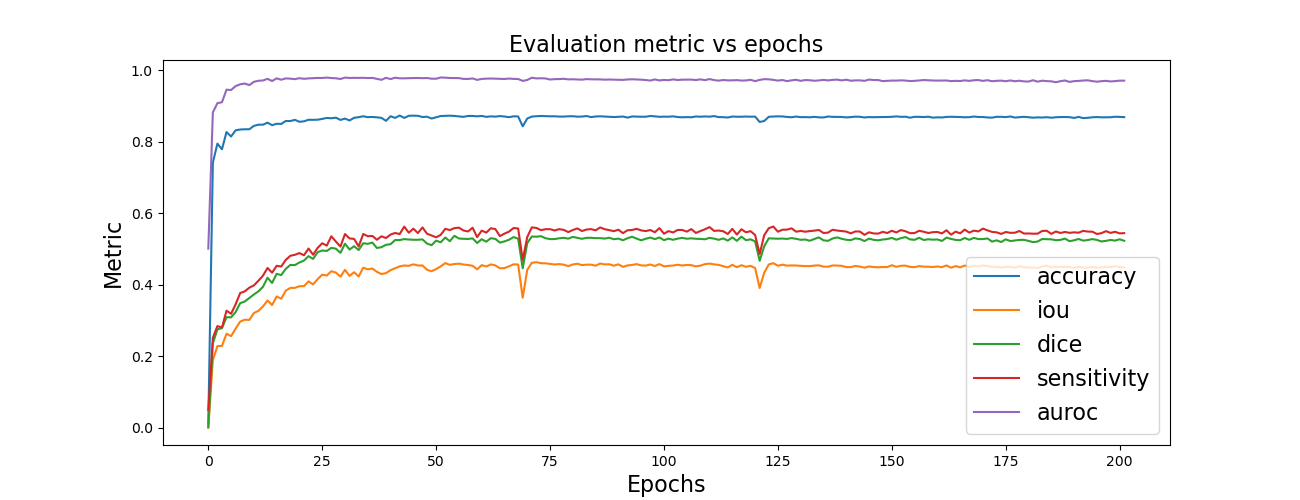 Evaluation metric vs epochs
Metric
1.0
0.8
0.6
0.4
0.2
0.0
0 25 50 75 100 125 150 175 200
Epochs
accuracy
iou
dice
sensitivity
auroc